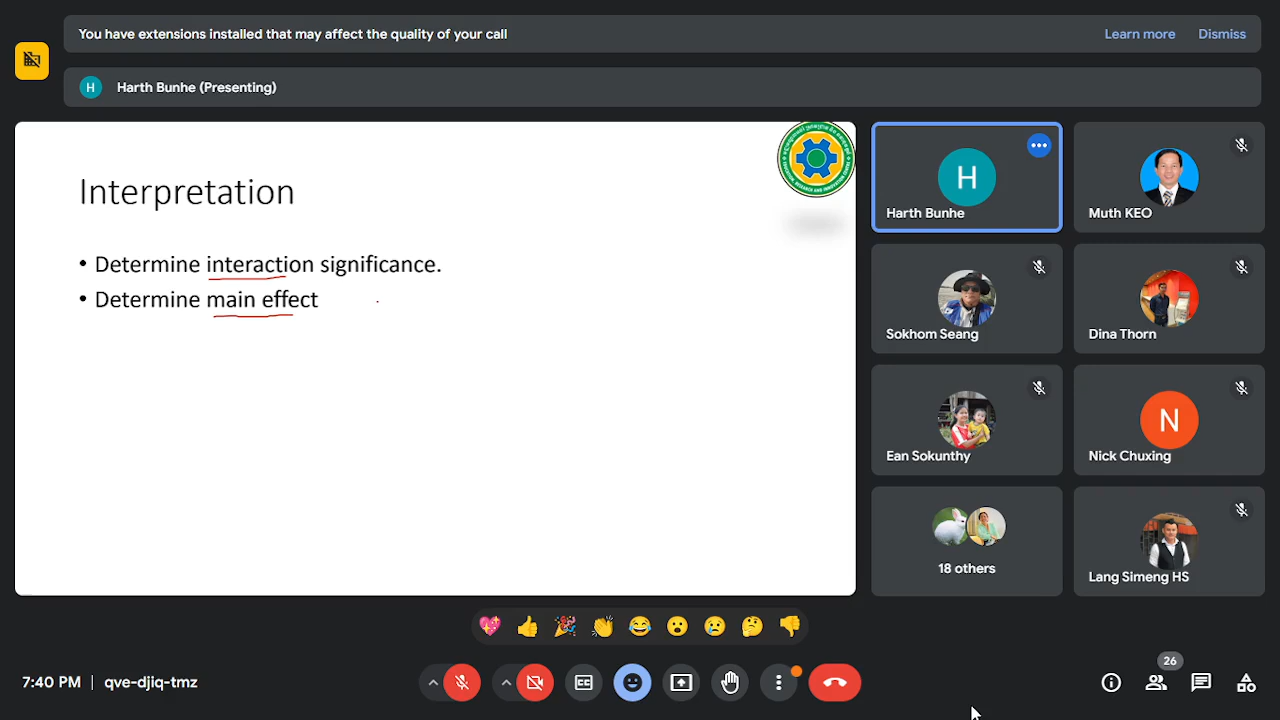 You have extensions installed that may affect the quality of your call
Learn more
Dismiss
H
Harth Bunhe (Presenting)
Interpretation
• Determine interaction significance.
• Determine main effect
H
Harth Bunhe
Muth KEO
Sokhom Seang
Dina Thorn
Ean Sokunthy
N
Nick Chuxing
18 others
Lang Simeng HS
7:40 PM | qve-djiq-tmz
26